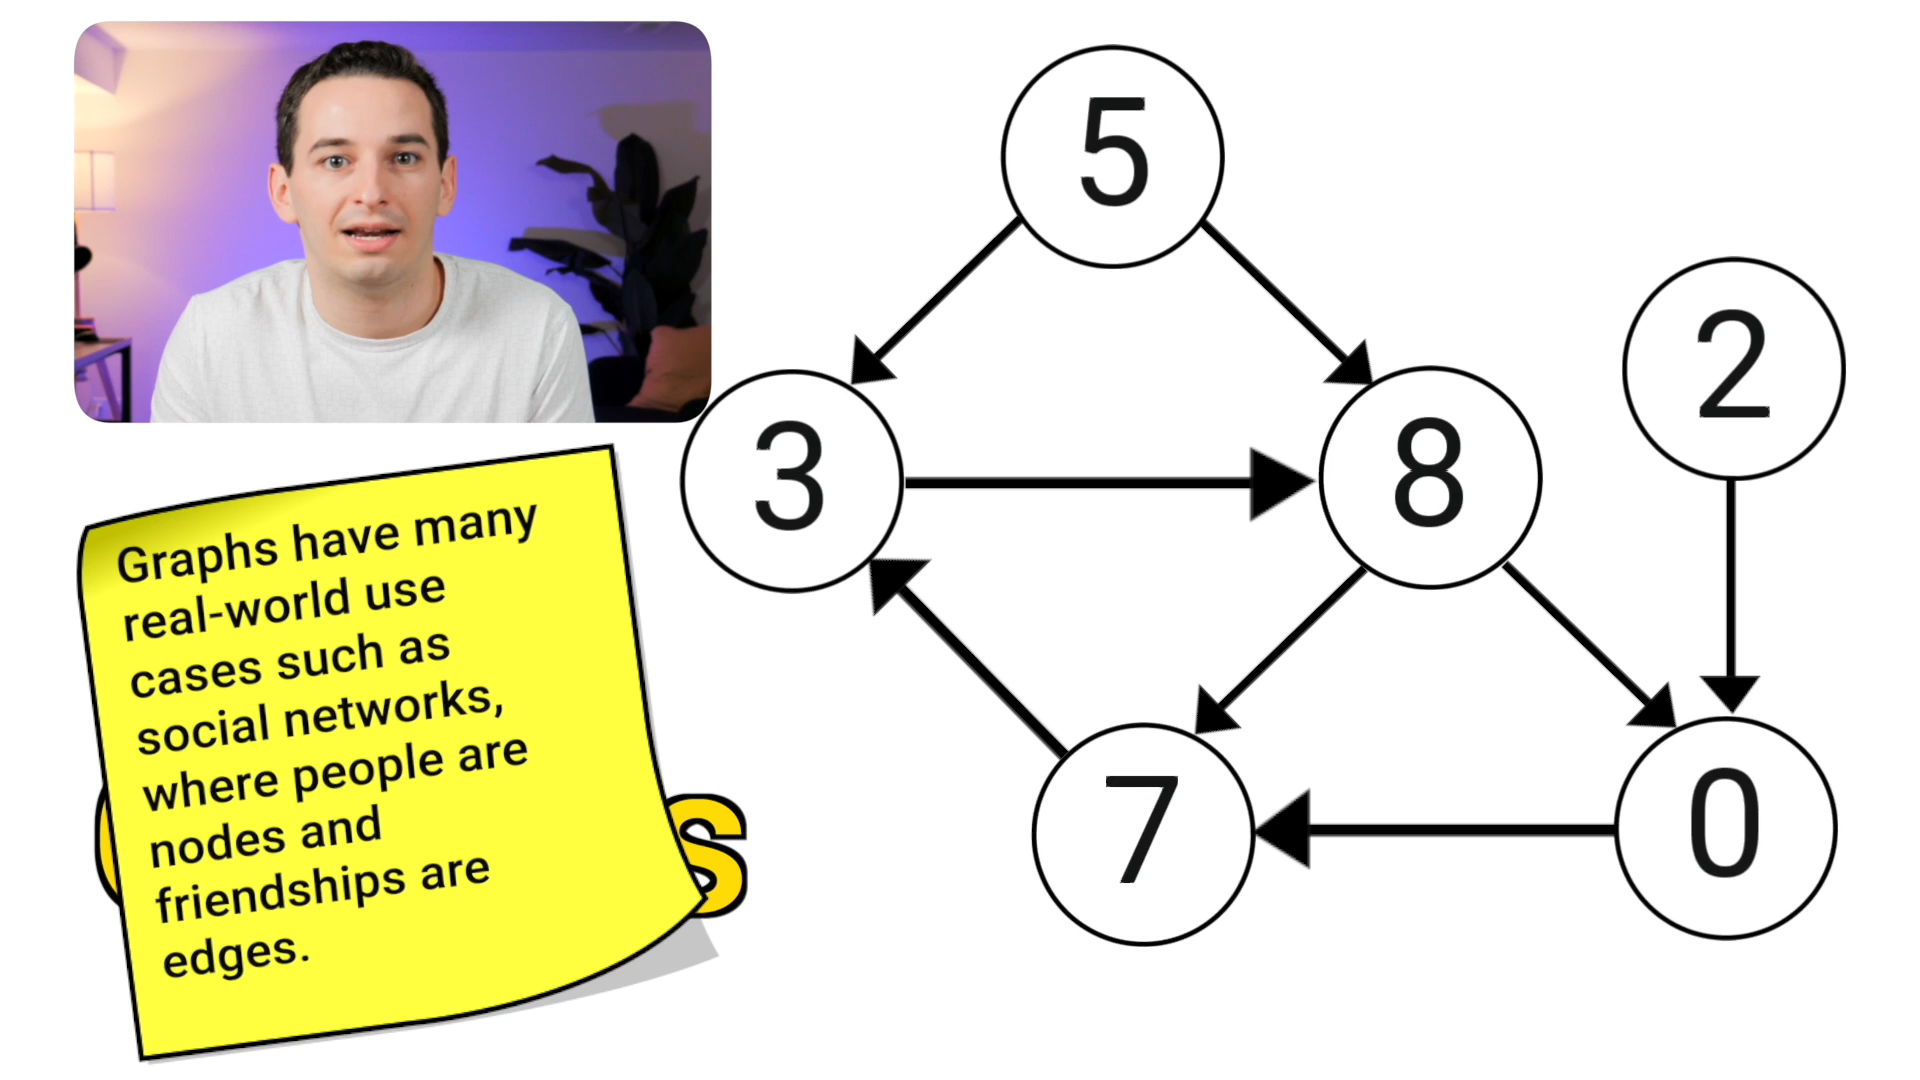 5
2
3
8
Graphs have many
real-world use
cases such as
social networks,
where people are
nodes and
friendships are
edges.
7
0